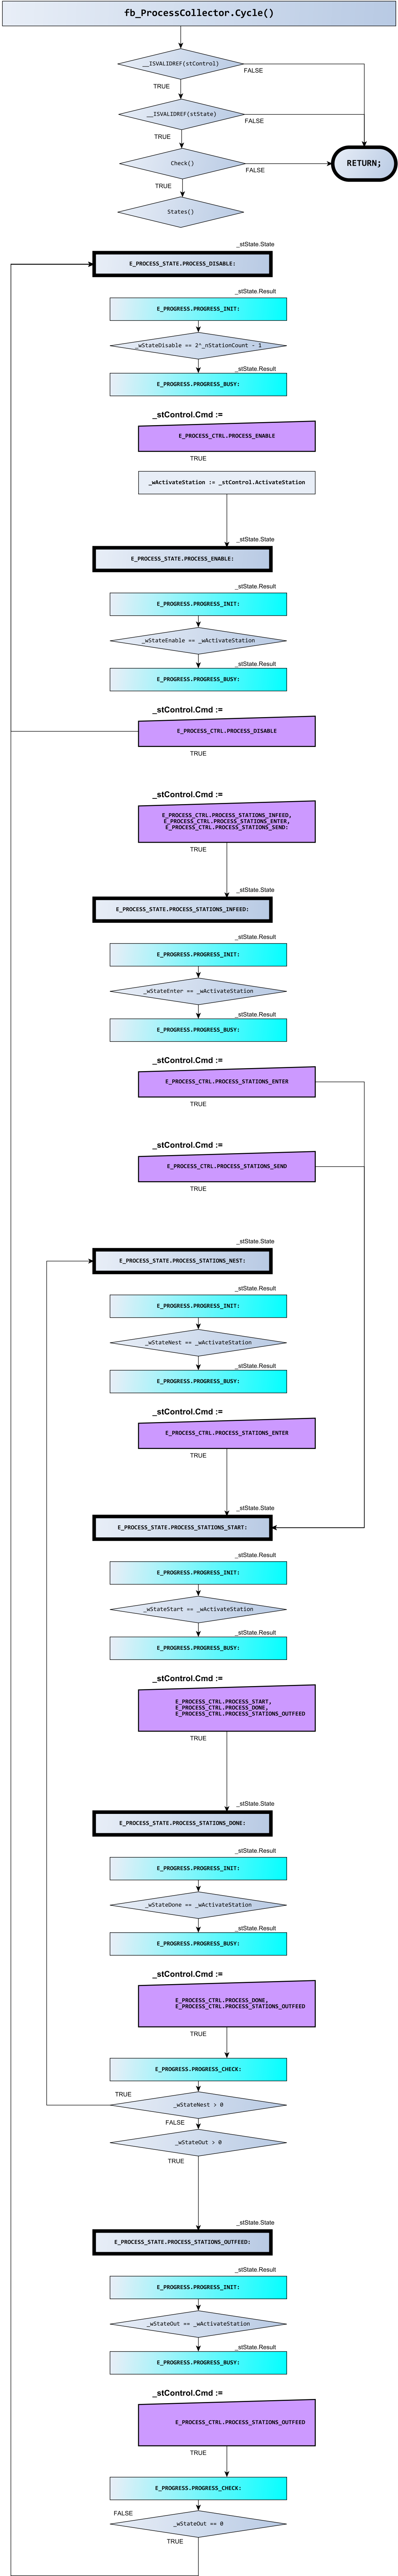 fb_ProcessCollector.Cycle()
__ISVALIDREF(stControl)
FALSE
TRUE
__ISVALIDREF(stState)
FALSE
TRUE
Check()
RETURN;
FALSE
TRUE
States()
_stState.State
E_PROCESS_STATE.PROCESS_DISABLE:
_stState.Result
E_PROGRESS.PROGRESS_INIT:
_wStateDisable == 2^_nStationCount - 1
_stState.Result
E_PROGRESS.PROGRESS_BUSY:
_stControl.Cmd :=
E_PROCESS_CTRL.PROCESS_ENABLE
TRUE
_wActivateStation := _stControl.ActivateStation
_stState.State
E_PROCESS_STATE.PROCESS_ENABLE:
_stState.Result
E_PROGRESS.PROGRESS_INIT:
_wStateEnable == _wActivateStation
_stState.Result
E_PROGRESS.PROGRESS_BUSY:
_stControl.Cmd :=
E_PROCESS_CTRL.PROCESS_DISABLE
TRUE
_stControl.Cmd :=
E_PROCESS_CTRL.PROCESS_STATIONS_INFEED,
E_PROCESS_CTRL.PROCESS_STATIONS_ENTER,
E_PROCESS_CTRL.PROCESS_STATIONS_SEND:
TRUE
_stState.State
E_PROCESS_STATE.PROCESS_STATIONS_INFEED:
_stState.Result
E_PROGRESS.PROGRESS_INIT:
_wStateEnter == _wActivateStation
_stState.Result
E_PROGRESS.PROGRESS_BUSY:
_stControl.Cmd :=
E_PROCESS_CTRL.PROCESS_STATIONS_ENTER
TRUE
_stControl.Cmd :=
E_PROCESS_CTRL.PROCESS_STATIONS_SEND
TRUE
_stState.State
E_PROCESS_STATE.PROCESS_STATIONS_NEST:
_stState.Result
E_PROGRESS.PROGRESS_INIT:
_wStateNest == _wActivateStation
_stState.Result
E_PROGRESS.PROGRESS_BUSY:
_stControl.Cmd :=
E_PROCESS_CTRL.PROCESS_STATIONS_ENTER
TRUE
_stState.State
E_PROCESS_STATE.PROCESS_STATIONS_START:
_stState.Result
E_PROGRESS.PROGRESS_INIT:
_wStateStart == _wActivateStation
_stState.Result
E_PROGRESS.PROGRESS_BUSY:
_stControl.Cmd :=
E_PROCESS_CTRL.PROCESS_START,
E_PROCESS_CTRL.PROCESS_DONE,
E_PROCESS_CTRL.PROCESS_STATIONS_OUTFEED
TRUE
_stState.State
E_PROCESS_STATE.PROCESS_STATIONS_DONE:
_stState.Result
E_PROGRESS.PROGRESS_INIT:
_wStateDone == _wActivateStation
_stState.Result
E_PROGRESS.PROGRESS_BUSY:
_stControl.Cmd :=
E_PROCESS_CTRL.PROCESS_DONE,
E_PROCESS_CTRL.PROCESS_STATIONS_OUTFEED
TRUE
E_PROGRESS.PROGRESS_CHECK:
TRUE
_wStateNest > 0
FALSE
_wStateOut > 0
TRUE
_stState.State
E_PROCESS_STATE.PROCESS_STATIONS_OUTFEED:
_stState.Result
E_PROGRESS.PROGRESS_INIT:
_wStateOut == _wActivateStation
_stState.Result
E_PROGRESS.PROGRESS_BUSY:
_stControl.Cmd :=
E_PROCESS_CTRL.PROCESS_STATIONS_OUTFEED
TRUE
E_PROGRESS.PROGRESS_CHECK:
FALSE
_wStateOut == 0
TRUE